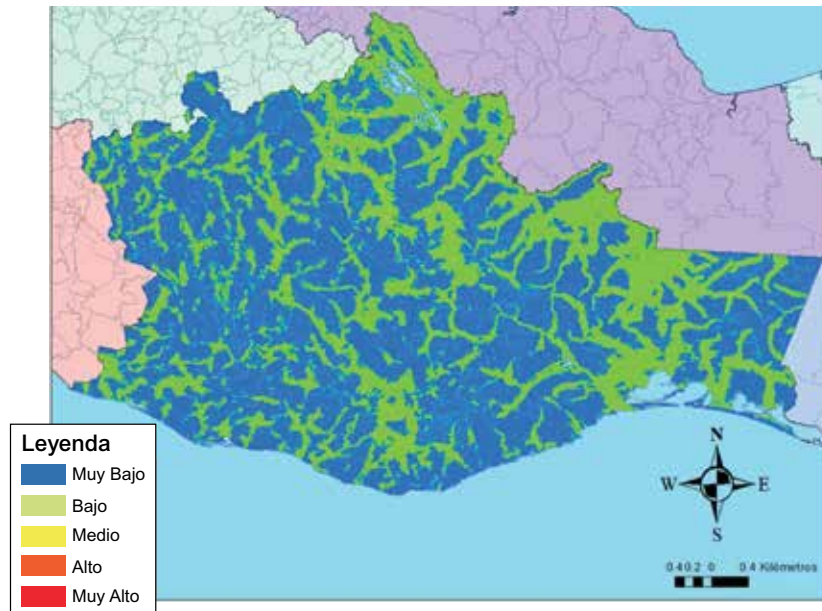 Leyenda
Muy Bajo
Bajo
Medio
Alto
Muy Alto
N
W E
S
0.4 0.2 0 0.4 Kilómetros